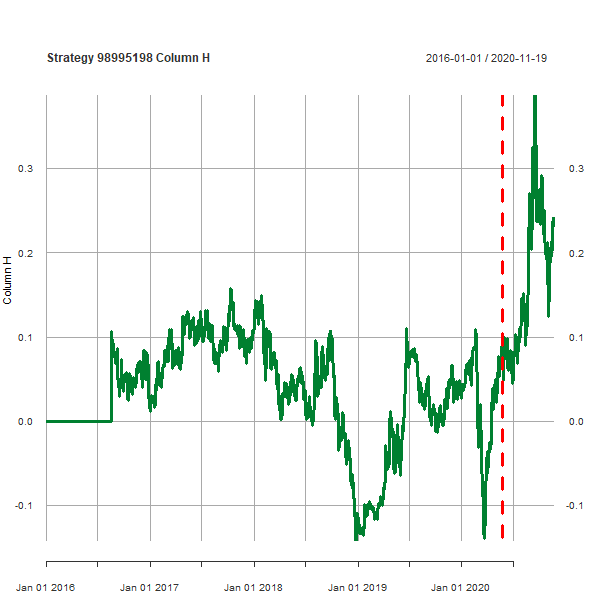 Strategy 98995198 Column H
2016-01-01 / 2020-11-19
0.3
0.3
0.2
0.2
Column H
0.1
0.1
0.0
0.0
-0.1
-0.1
Jan 01 2016
Jan 01 2017
Jan 01 2018
Jan 01 2019
Jan 01 2020